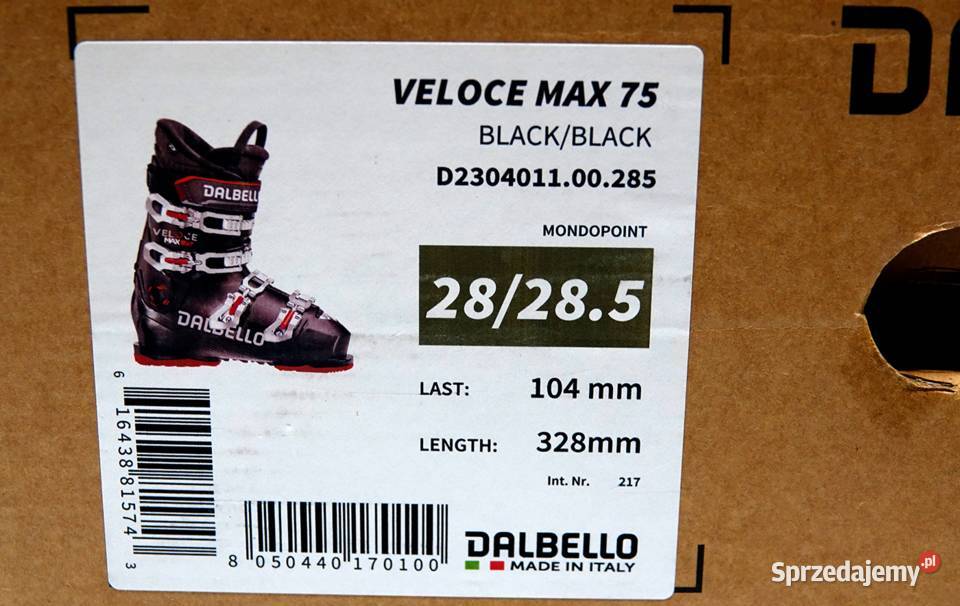 VELOCE MAX 75
BLACK/BLACK
D2304011.00.285
MONDOPOINT
28/28.5
LAST: 104 mm
LENGTH: 328mm
Int. Nr. 217
DALBELLO
MADE IN ITALY
8 050440 170100
6 16438 81574 3
DALBELLO
VELOCE
MAX
DALBELLO
D
Sprzedajemy.pl